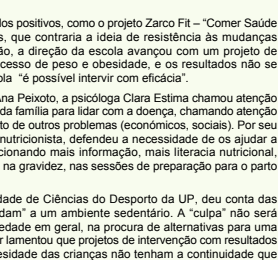 los positivos, como o projeto Zarco Fit – “Comer Saúde
s, que contraria a ideia de resistência às mudanças
ão, a direção da escola avançou com um projeto de
cesso de peso e obesidade, e os resultados não se
ola “é possível intervir com eficácia”.
Ana Peixoto, a psicóloga Clara Estima chamou atenção
da família para lidar com a doença, chamando atenção
to de outros problemas (económicos, sociais). Por seu
nutricionista, defendeu a necessidade de os ajudar a
cionando mais informação, mais literacia nutricional,
na gravidez, nas sessões de preparação para o parto
dade de Ciências do Desporto da UP, deu conta das
dam” a um ambiente sedentário. A “culpa” não será
iedade em geral, na procura de alternativas para uma
r lamentou que projetos de intervenção com resultados
esidade das crianças não tenham a continuidade que